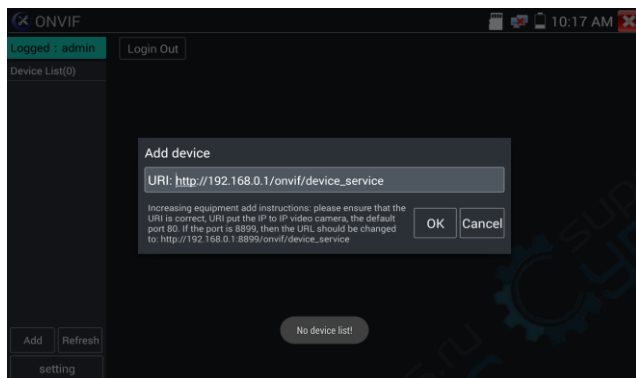 ONVIF
10:17 AM
Logged : admin
Login Out
Device List(0)
Add device
URI: http://192.168.0.1/onvif/device_service
Increasing equipment add instructions: please ensure that the
URI is correct, URI put the IP to IP video camera, the default
port 80. If the port is 8899, then the URL should be changed
to: http://192.168.0.1:8899/onvif/device_service
OK
Cancel
No device list!
Add
Refresh
setting